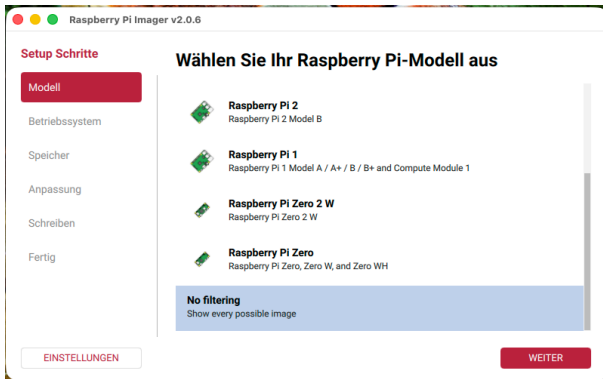 Raspberry Pi Imager v2.0.6
Setup Schritte
Modell
Betriebssystem
Speicher
Anpassung
Schreiben
Fertig
EINSTELLUNGEN
Wählen Sie Ihr Raspberry Pi-Modell aus
Raspberry Pi 2
Raspberry Pi 2 Model B
Raspberry Pi 1
Raspberry Pi 1 Model A / A+ / B / B+ and Compute Module 1
Raspberry Pi Zero 2 W
Raspberry Pi Zero 2 W
Raspberry Pi Zero
Raspberry Pi Zero, Zero W, and Zero WH
No filtering
Show every possible image
WEITER